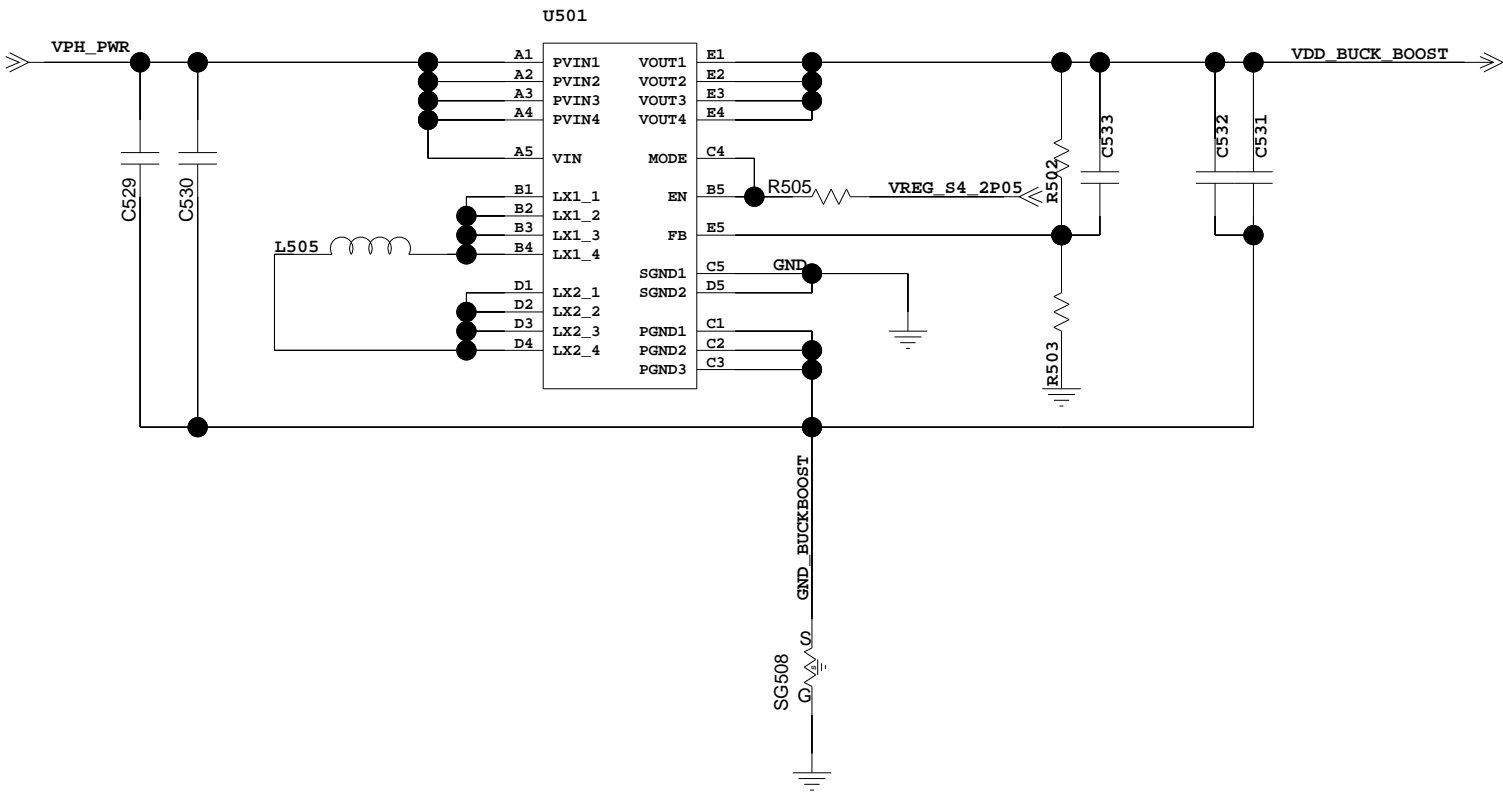 U501
VPH_PWR
VDD_BUCK_BOOST
A1 PVIN1 VOUT1 E1
A2 PVIN2 VOUT2 E2
A3 PVIN3 VOUT3 E3
A4 PVIN4 VOUT4 E4
A5 VIN MODE C4
B1 LX1_1 EN B5
R505
VREG_S4_2P05
B2 LX1_2
B3 LX1_3 FB E5
B4 LX1_4
L505
SGND1 C5
GND
D1 LX2_1 SGND2 D5
D2 LX2_2
D3 LX2_3 PGND1 C1
D4 LX2_4 PGND2 C2
PGND3 C3
C529
C530
R502
C533
C532
C531
R503
GND_BUCKBOOST
S
SG508
G